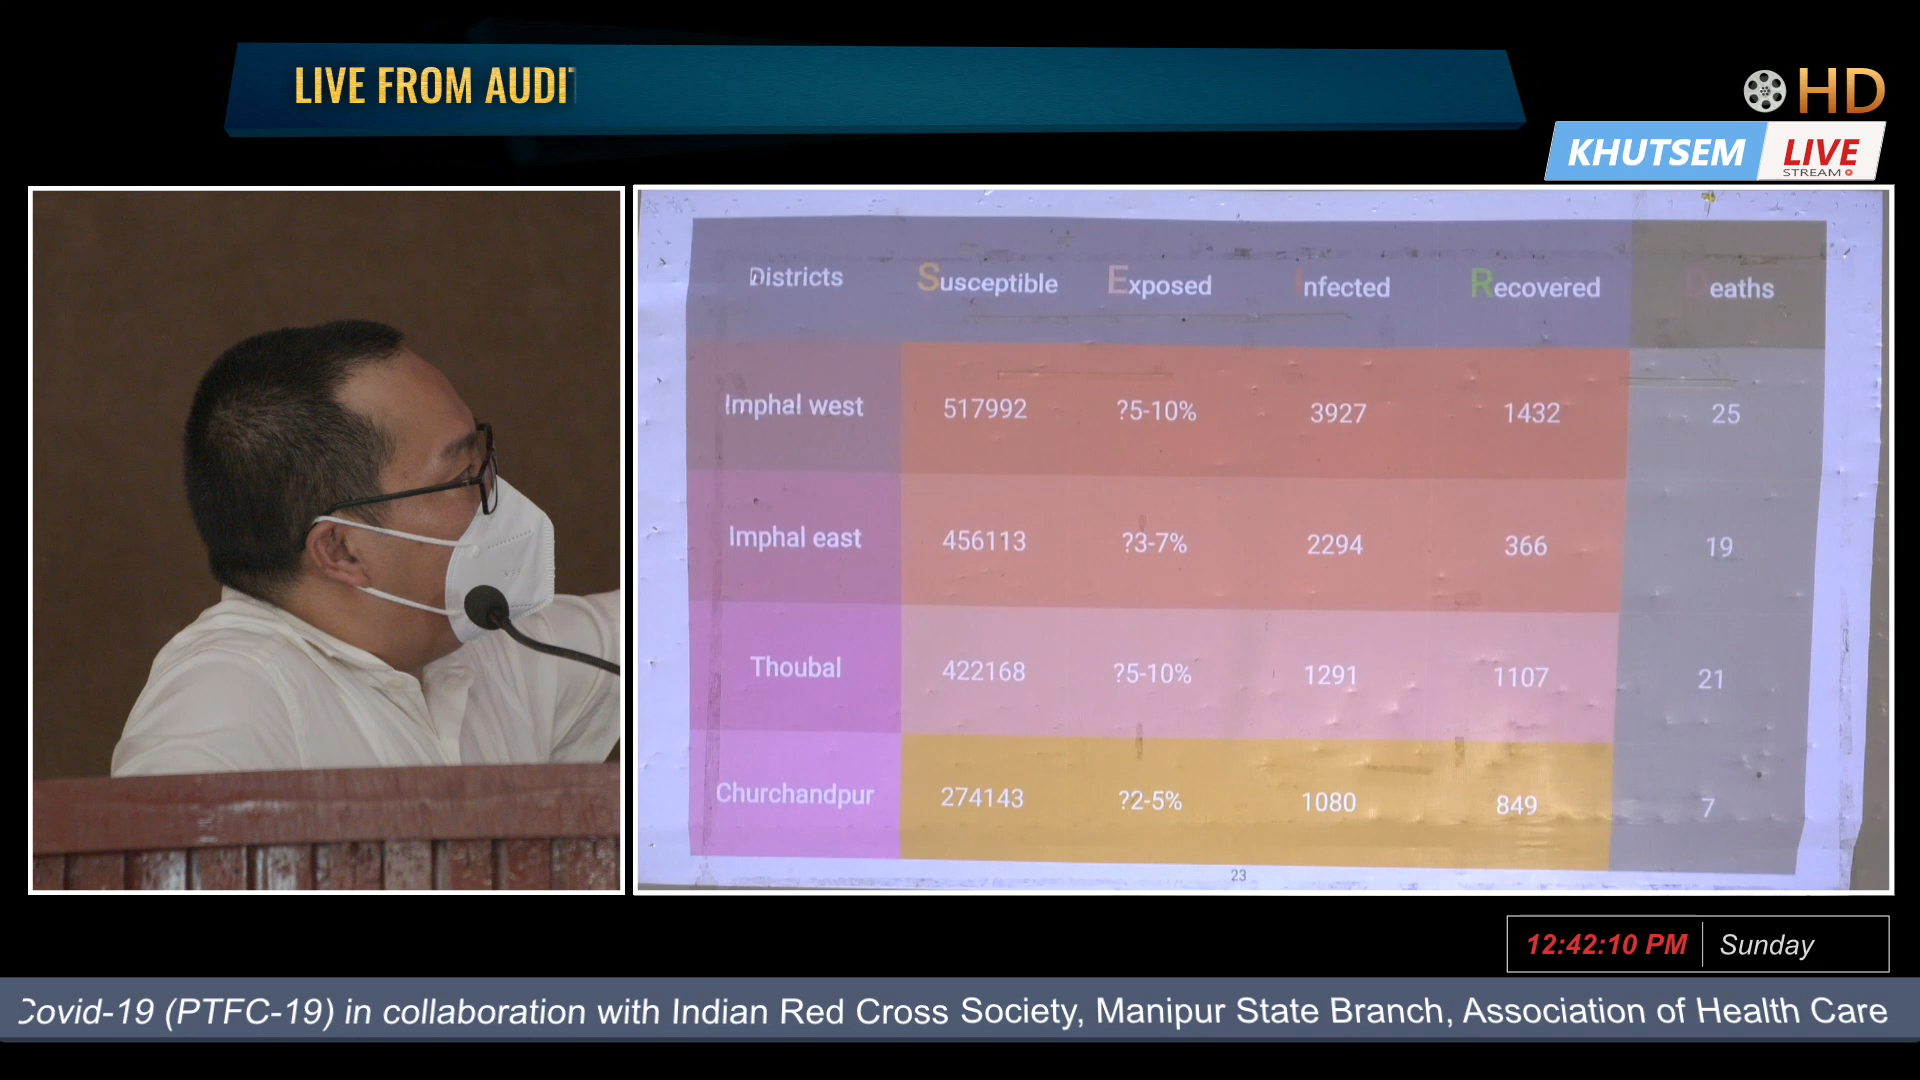 LIVE FROM AUDIT
HD
KHUTSEM LIVE
STREAM
Districts Susceptible Exposed Infected Recovered Deaths
Imphal west 517992 ?5-10% 3927 1432 25
Imphal east 456113 ?3-7% 2294 366 19
Thoubal 422168 ?5-10% 1291 1107 21
Churchandpur 274143 ?2-5% 1080 849 7
23
12:42:10 PM Sunday
Covid-19 (PTFC-19) in collaboration with Indian Red Cross Society, Manipur State Branch, Association of Health Care